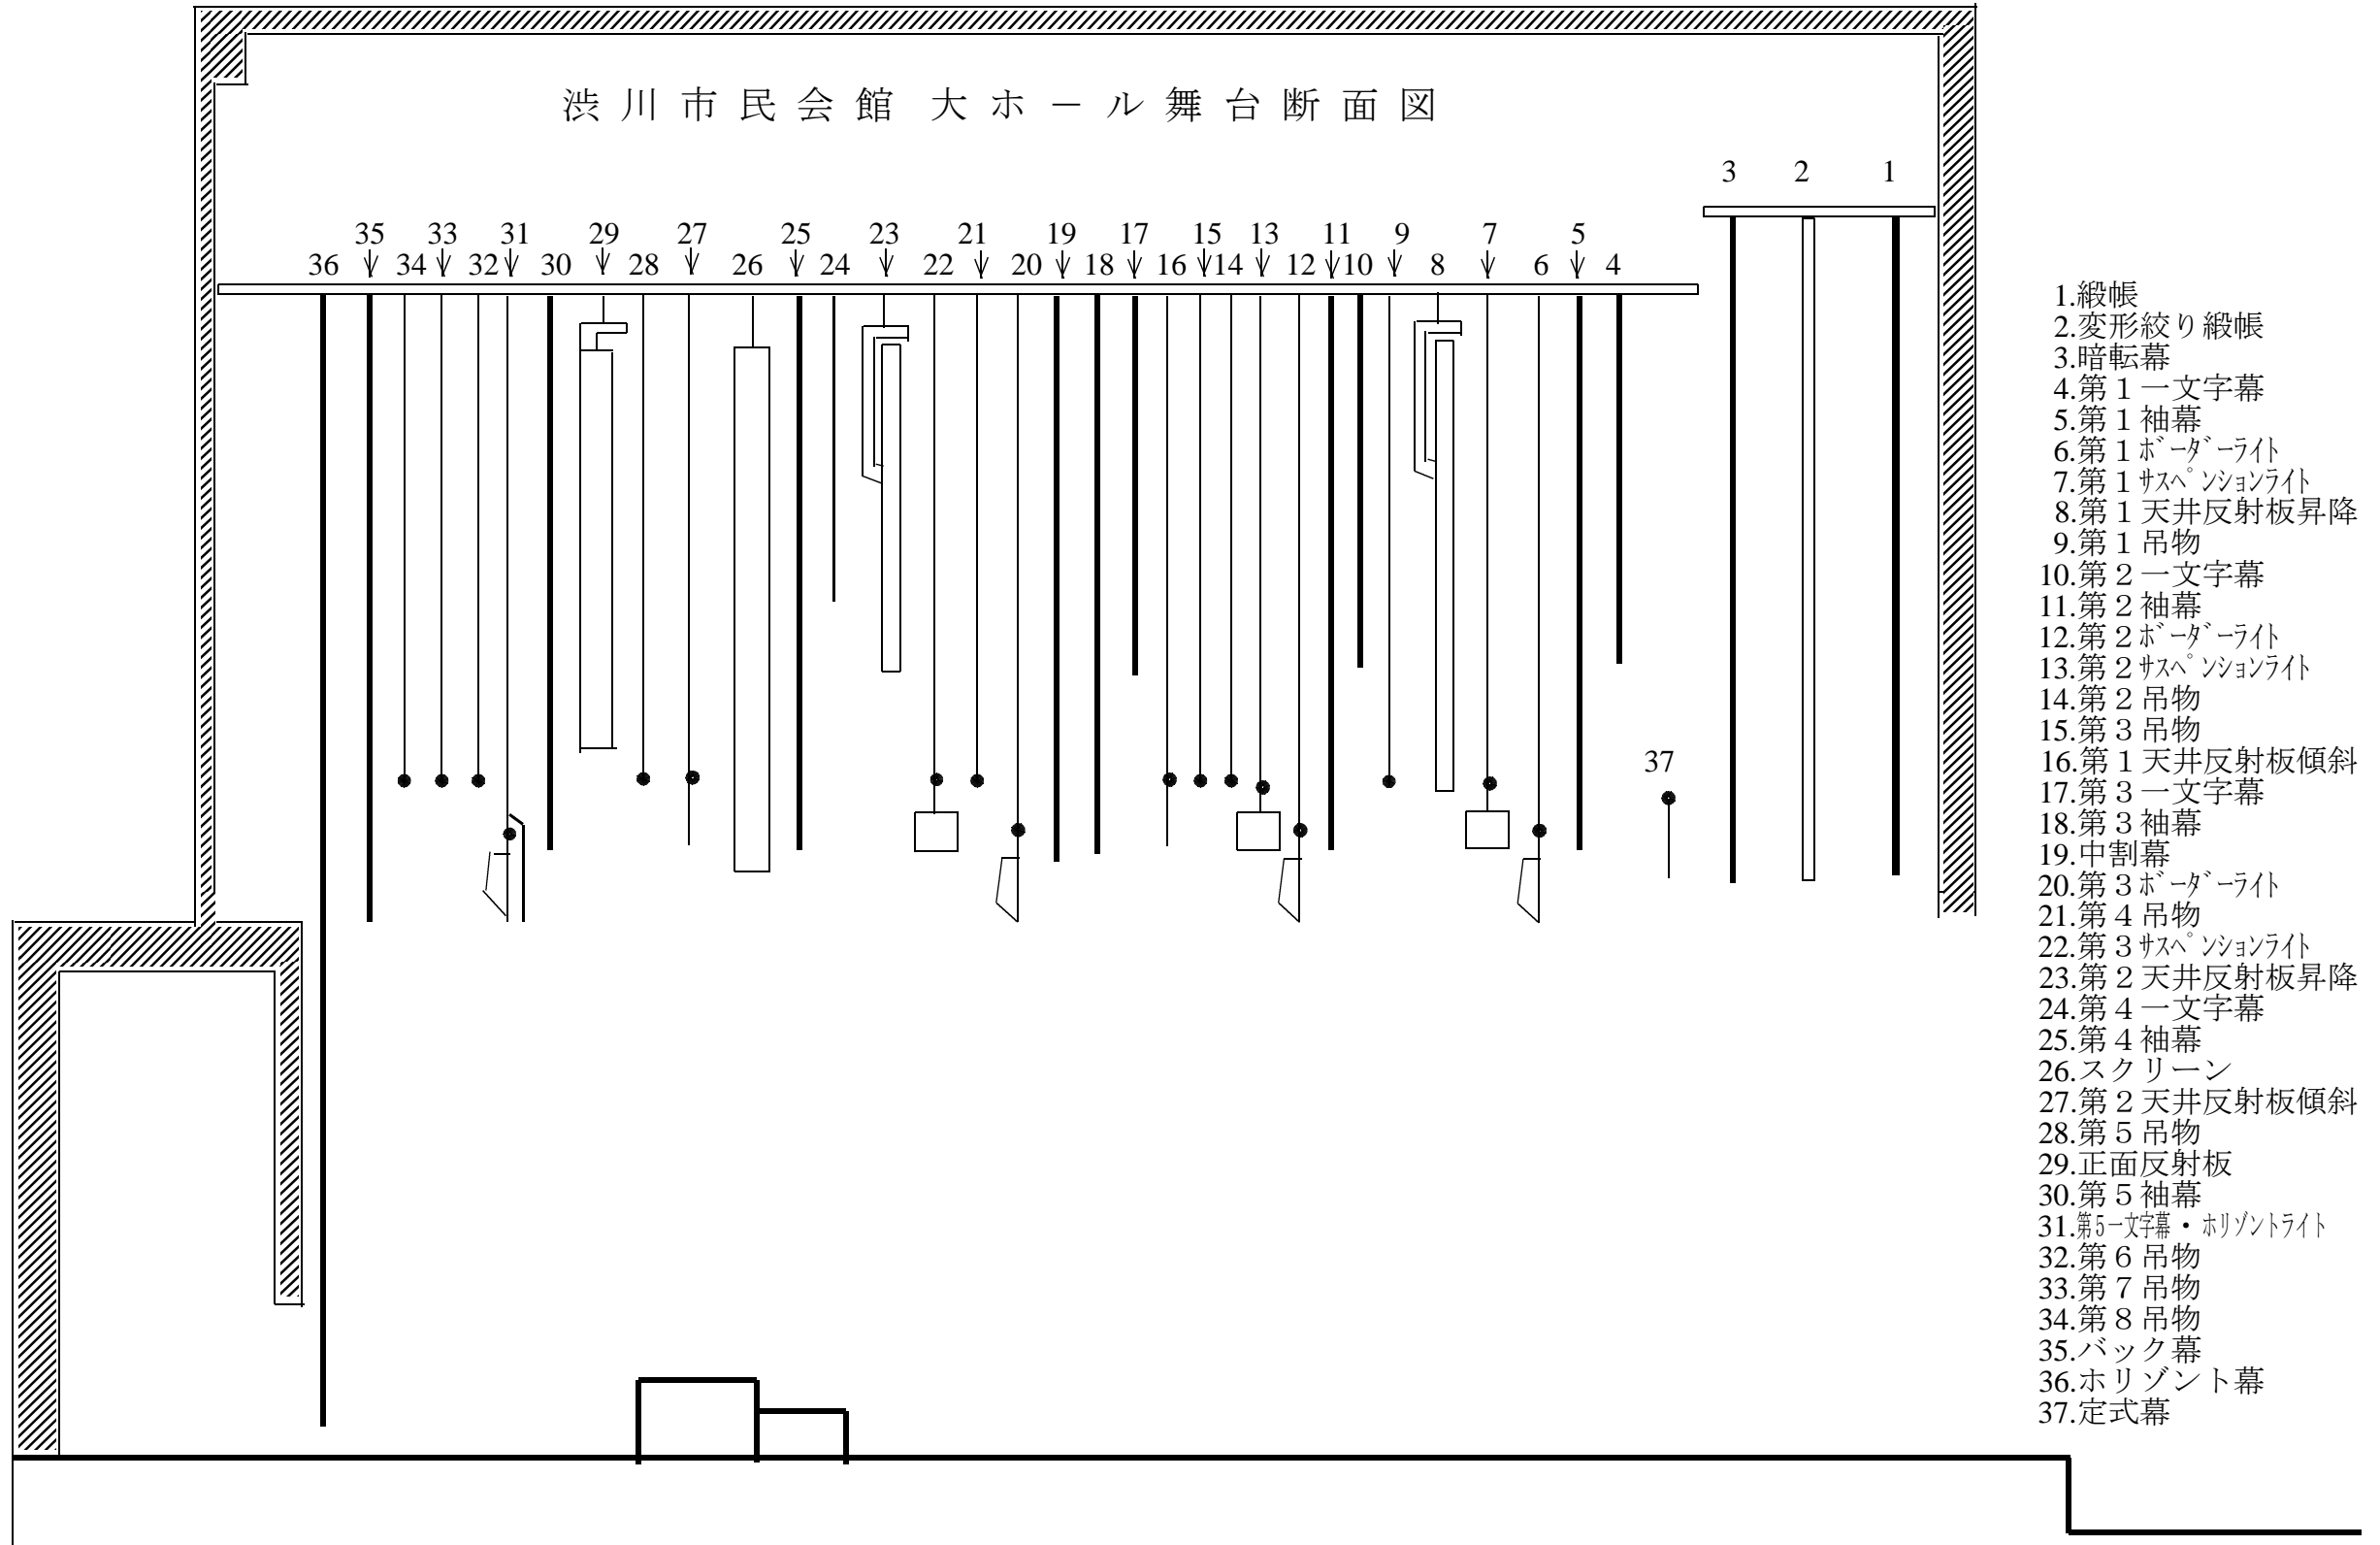 渋川市民会館 大ホール舞台断面図
3 2 1
35 33 31 29 27 25 23 21 19 17 15 13 11 9 7 5
36 34 32 30 28 26 24 22 20 18 16 14 12 10 8 6 4
37
1.緞帳
2.変形絞り緞帳
3.暗転幕
4.第1一文字幕
5.第1袖幕
6.第1ボーダーライト
7.第1サスペンションライト
8.第1天井反射板昇降
9.第1吊物
10.第2一文字幕
11.第2袖幕
12.第2ボーダーライト
13.第2サスペンションライト
14.第2吊物
15.第3吊物
16.第1天井反射板傾斜
17.第3一文字幕
18.第3袖幕
19.中割幕
20.第3ボーダーライト
21.第4吊物
22.第3サスペンションライト
23.第2天井反射板昇降
24.第4一文字幕
25.第4袖幕
26.スクリーン
27.第2天井反射板傾斜
28.第5吊物
29.正面反射板
30.第5袖幕
31.第5一文字幕・ホリゾントライト
32.第6吊物
33.第7吊物
34.第8吊物
35.バック幕
36.ホリゾント幕
37.定式幕